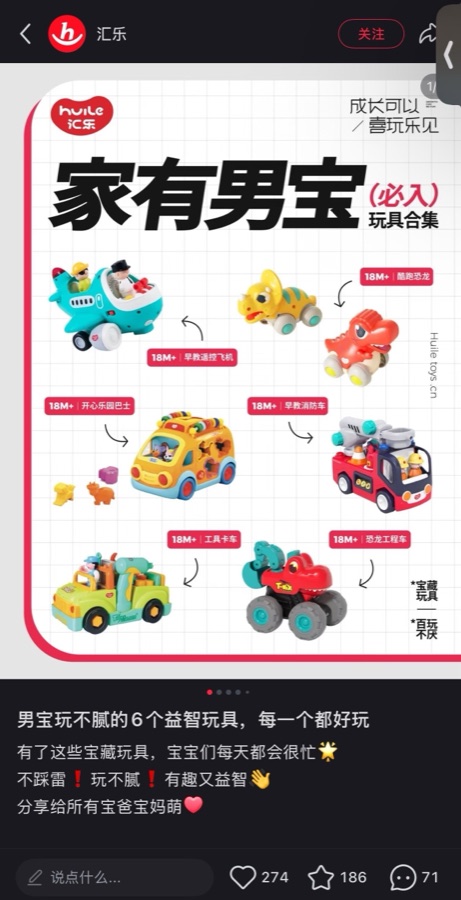 汇乐
关注
1/
huile
汇乐
成长可以
喜玩乐见
家有男宝
（必入）
玩具合集
18M+ 酷跑恐龙
18M+ 早教遥控飞机
Huile toys.cn
18M+ 开心乐园巴士
18M+ 早教消防车
18M+ 工具卡车
18M+ 恐龙工程车
*宝藏
玩具
*百玩
不厌
男宝玩不腻的6个益智玩具，每一个都好玩
有了这些宝藏玩具，宝宝们每天都会很忙🌟
不踩雷❗玩不腻❗有趣又益智👋
分享给所有宝爸宝妈萌❤️
说点什么...
274
186
71